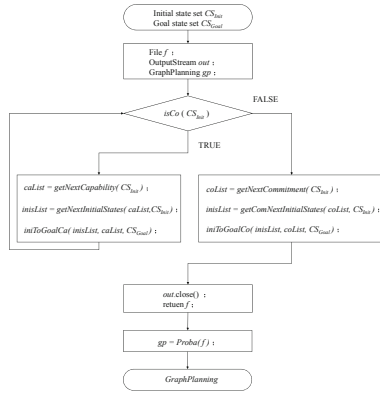 Initial state set CS_Init
Goal state set CS_Goal
File f ;
OutputStream out ;
GraphPlanning gp ;
isCo ( CS_Init )
FALSE
TRUE
caList = getNextCapability( CS_Init ) ;
inisList = getNextInitialStates( caList,CS_Init) ;
iniToGoalCa( inisList, caList, CS_Goal) ;
coList = getNextCommitment( CS_Init) ;
inisList = getComNextInitialStates( coList, CS_Init) ;
iniToGoalCa( inisList, coList, CS_Goal) ;
out.close() ;
retuen f ;
gp = Proba( f ) ;
GraphPlanning